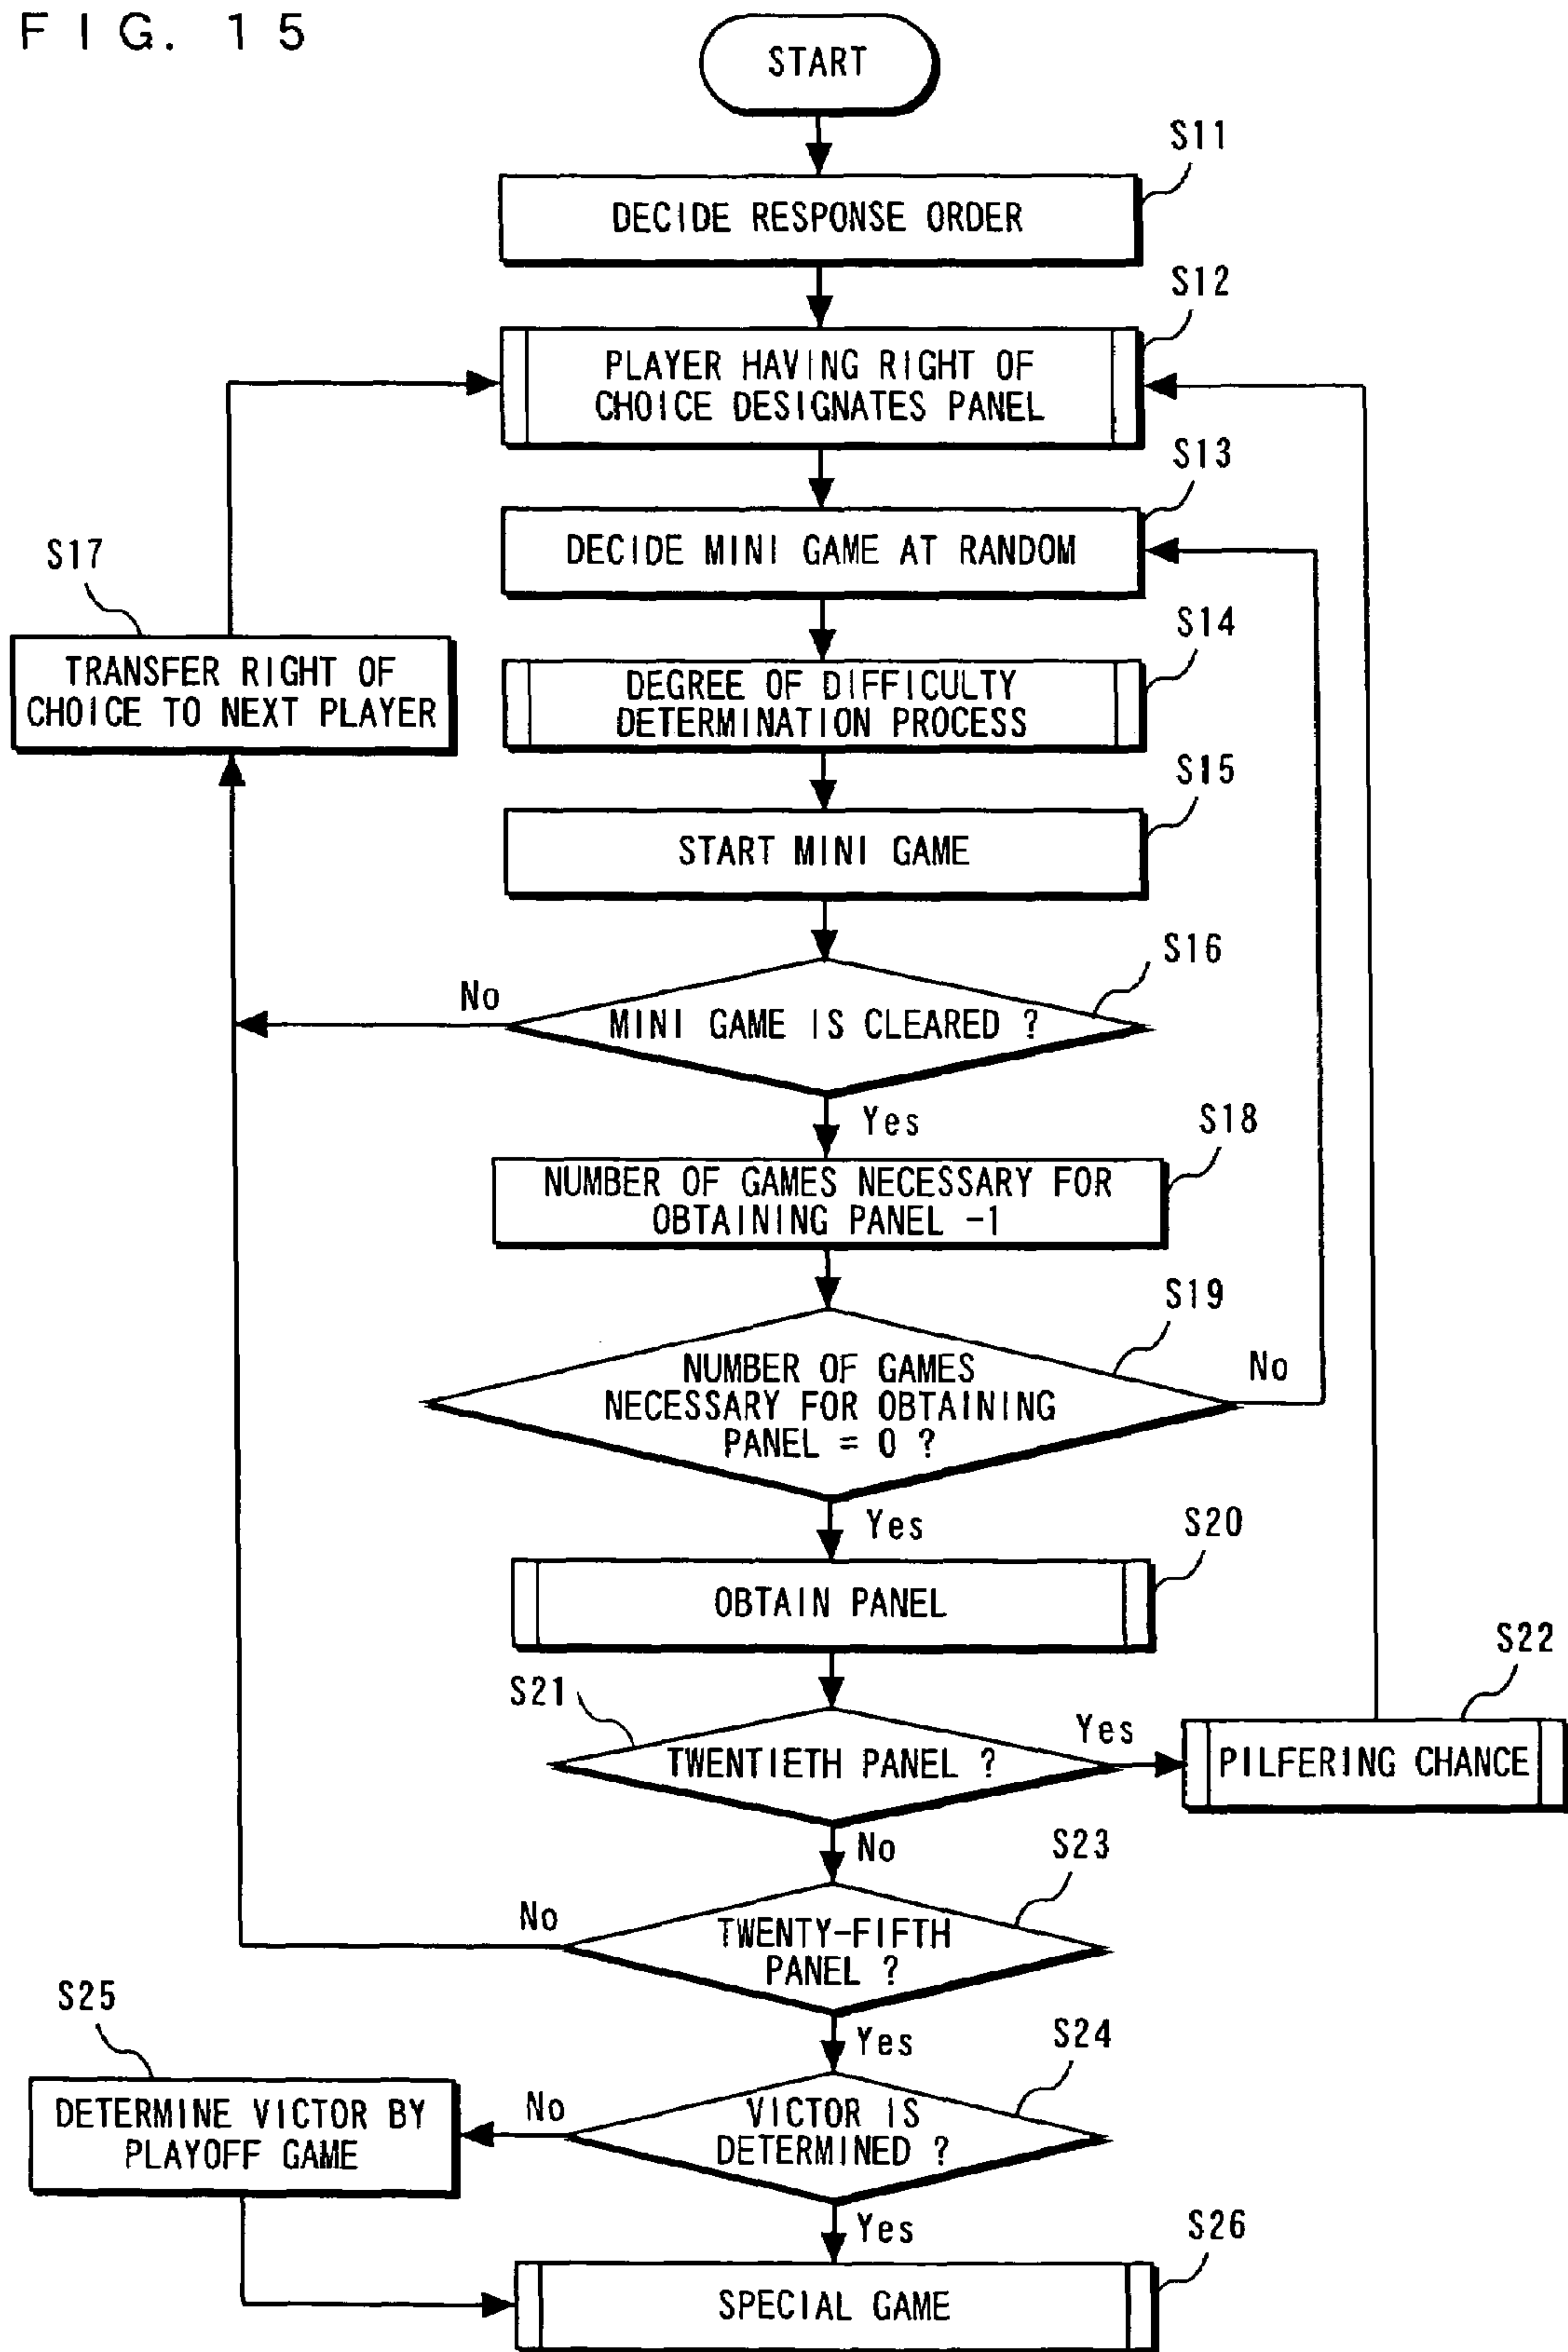 FIG. 15
START
S11
DECIDE RESPONSE ORDER
S12
PLAYER HAVING RIGHT OF
CHOICE DESIGNATES PANEL
S13
DECIDE MINI GAME AT RANDOM
S17
TRANSFER RIGHT OF
CHOICE TO NEXT PLAYER
S14
DEGREE OF DIFFICULTY
DETERMINATION PROCESS
S15
START MINI GAME
S16
No
MINI GAME IS CLEARED ?
Yes
S18
NUMBER OF GAMES NECESSARY FOR
OBTAINING PANEL -1
S19
NUMBER OF GAMES
NECESSARY FOR OBTAINING
PANEL = 0 ?
No
Yes
S20
OBTAIN PANEL
S21
TWENTIETH PANEL ?
Yes
S22
PILFERING CHANCE
No
S23
No
TWENTY-FIFTH
PANEL ?
Yes
S24
VICTOR IS
DETERMINED ?
No
S25
DETERMINE VICTOR BY
PLAYOFF GAME
Yes
S26
SPECIAL GAME